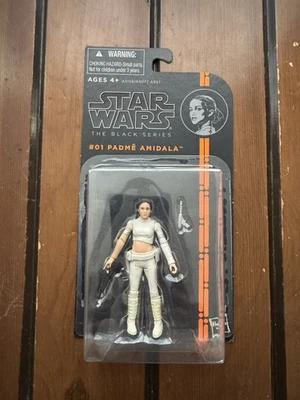 WARNING:
CHOKING HAZARD-Small parts.
Not for children under 3 years.
AGES 4+
STAR
WARS
THE BLACK SERIES
#01 PADMÉ AMIDALA™